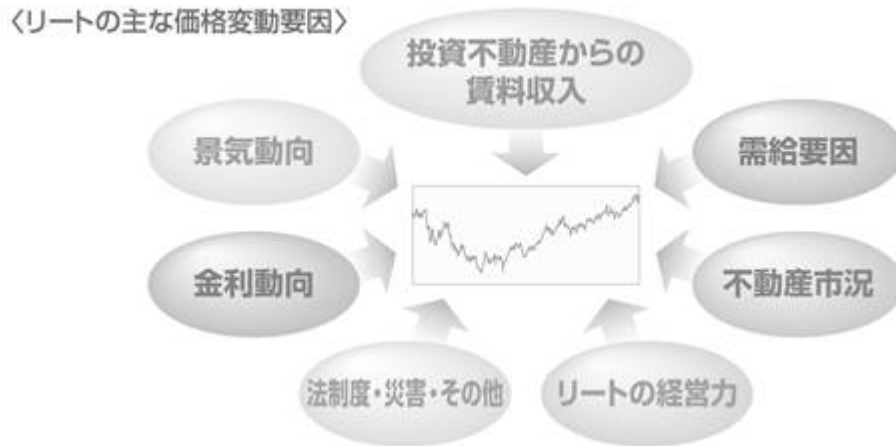 〈リートの主な価格変動要因〉
投資不動産からの
賃料収入
景気動向
需給要因
金利動向
不動産市況
法制度・災害・その他
リートの経営力